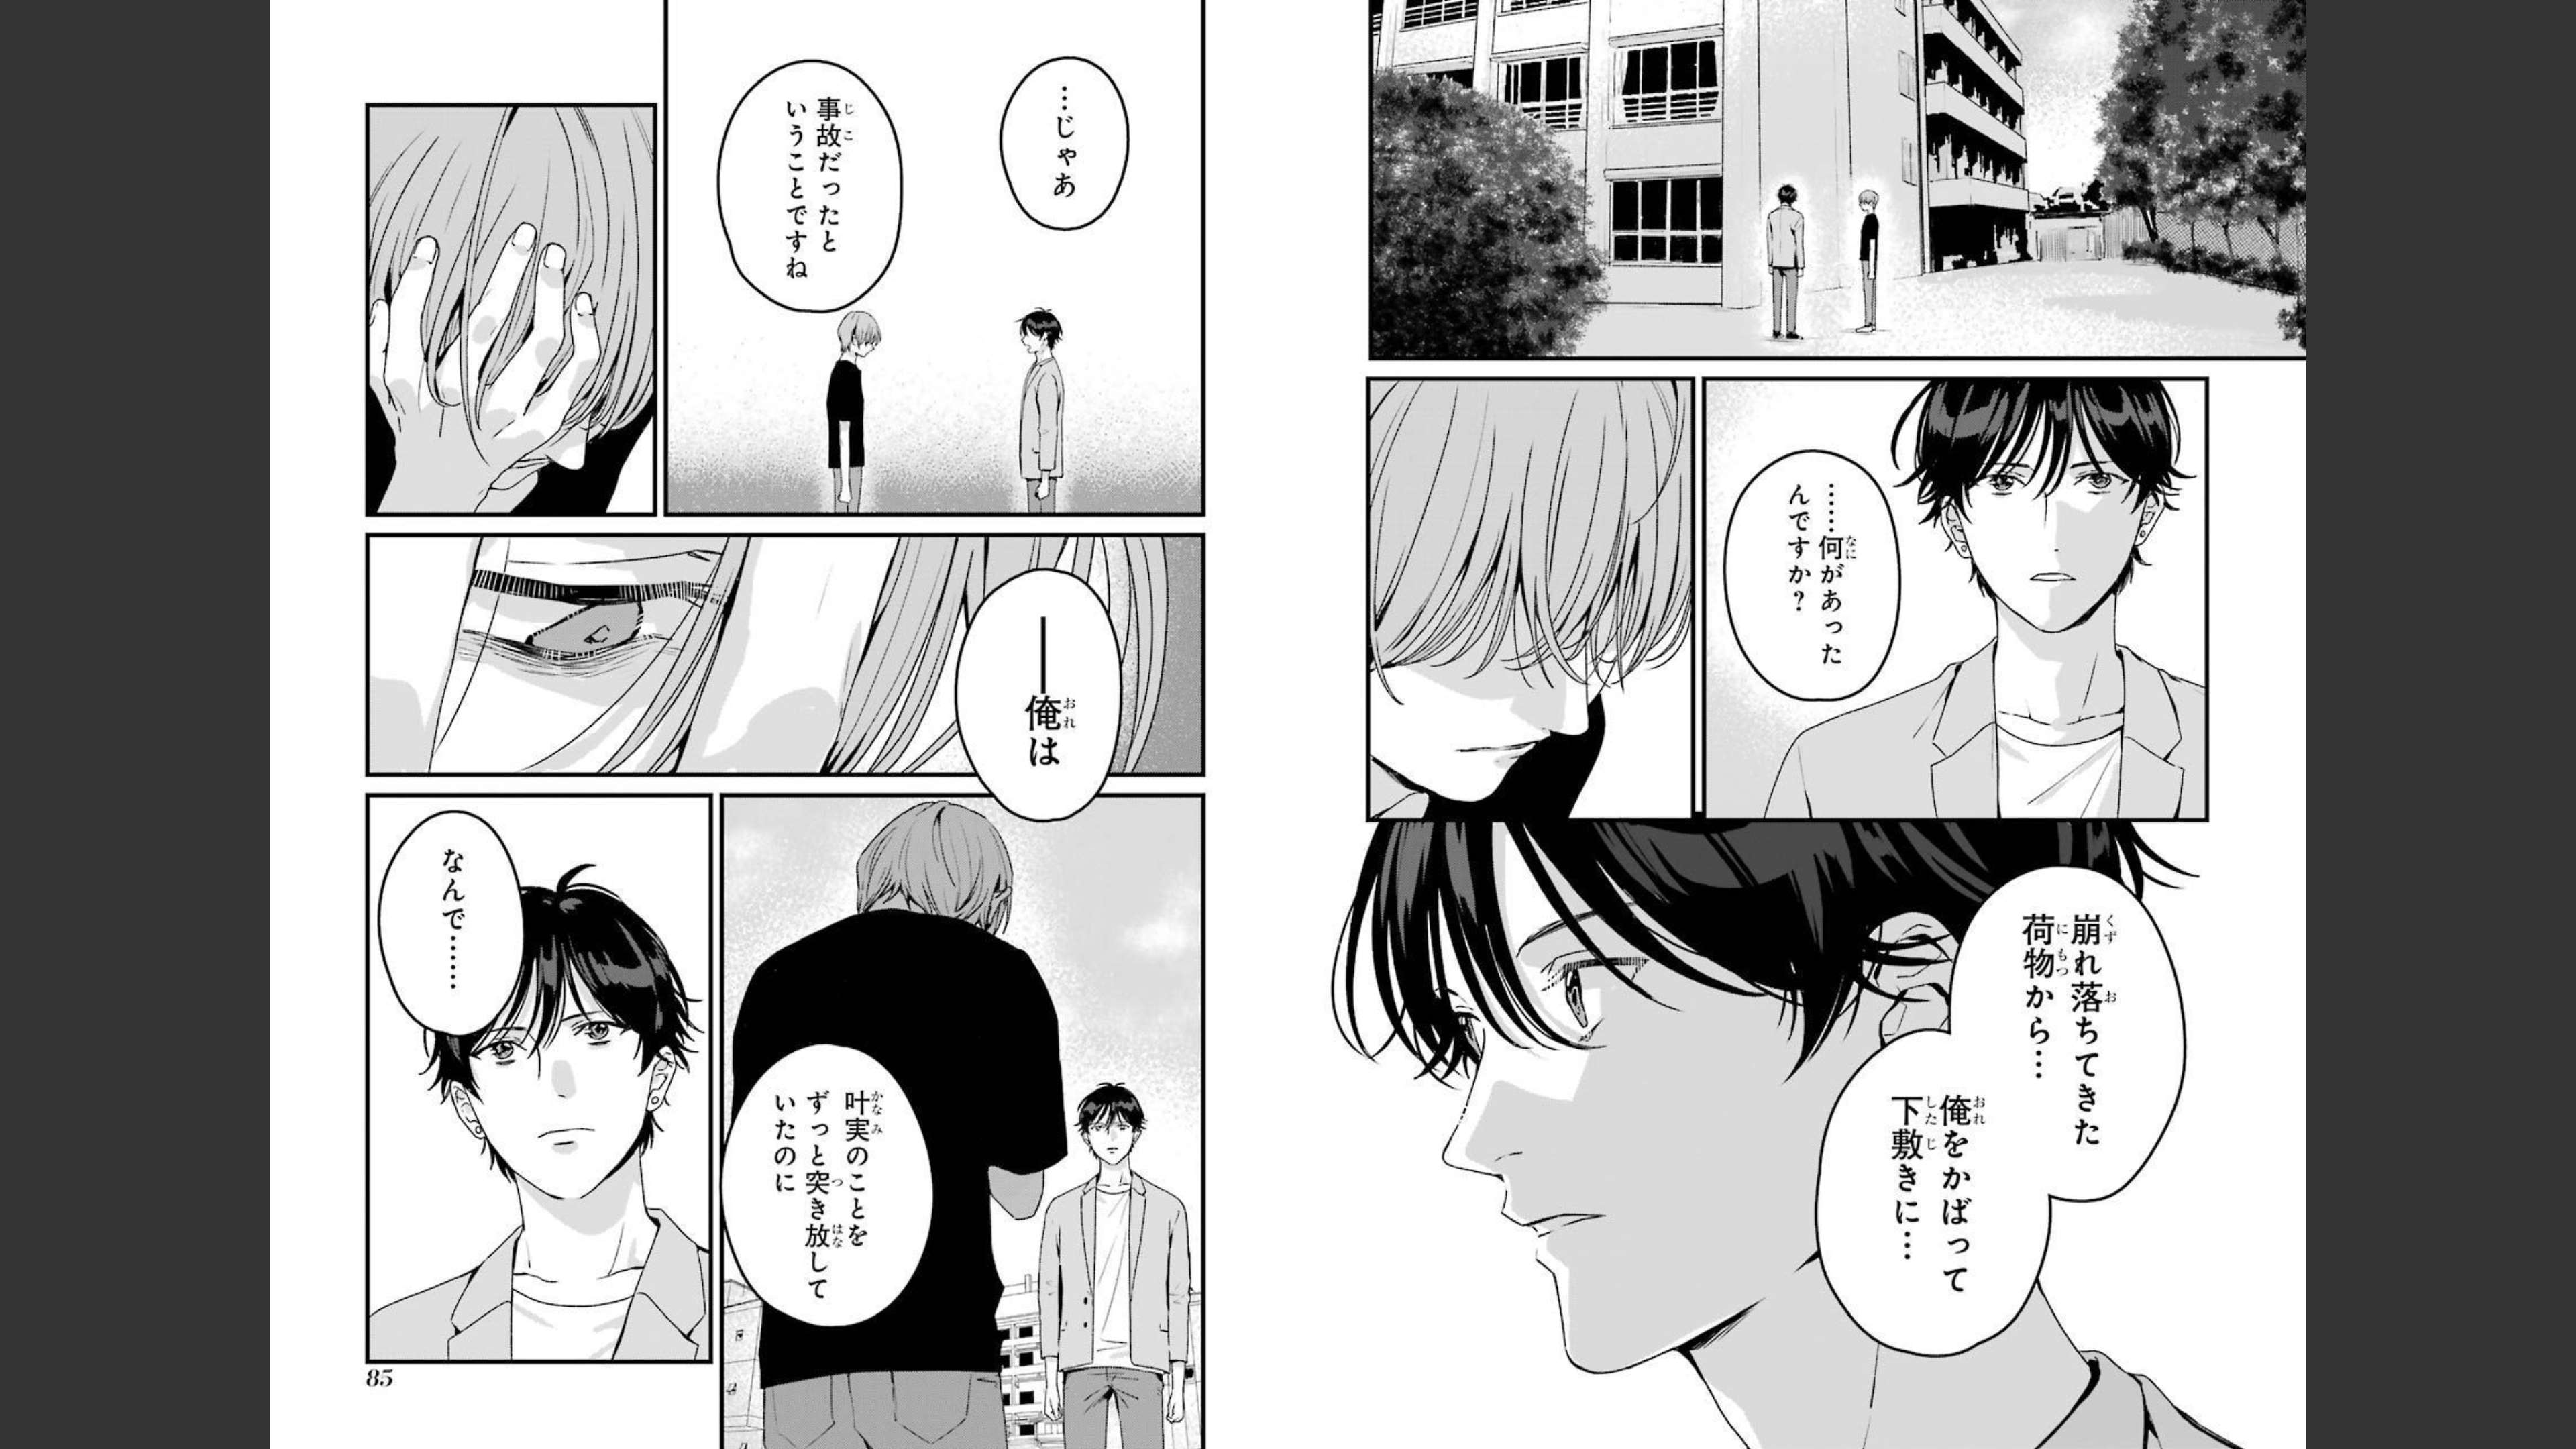 ……何があった
んですか？
崩れ落ちてきた
荷物から…
俺をかばって
下敷きに…
…じゃあ
事故だったと
いうことですね
―俺は
叶実のことを
ずっと突き放して
いたのに
なんで……
85